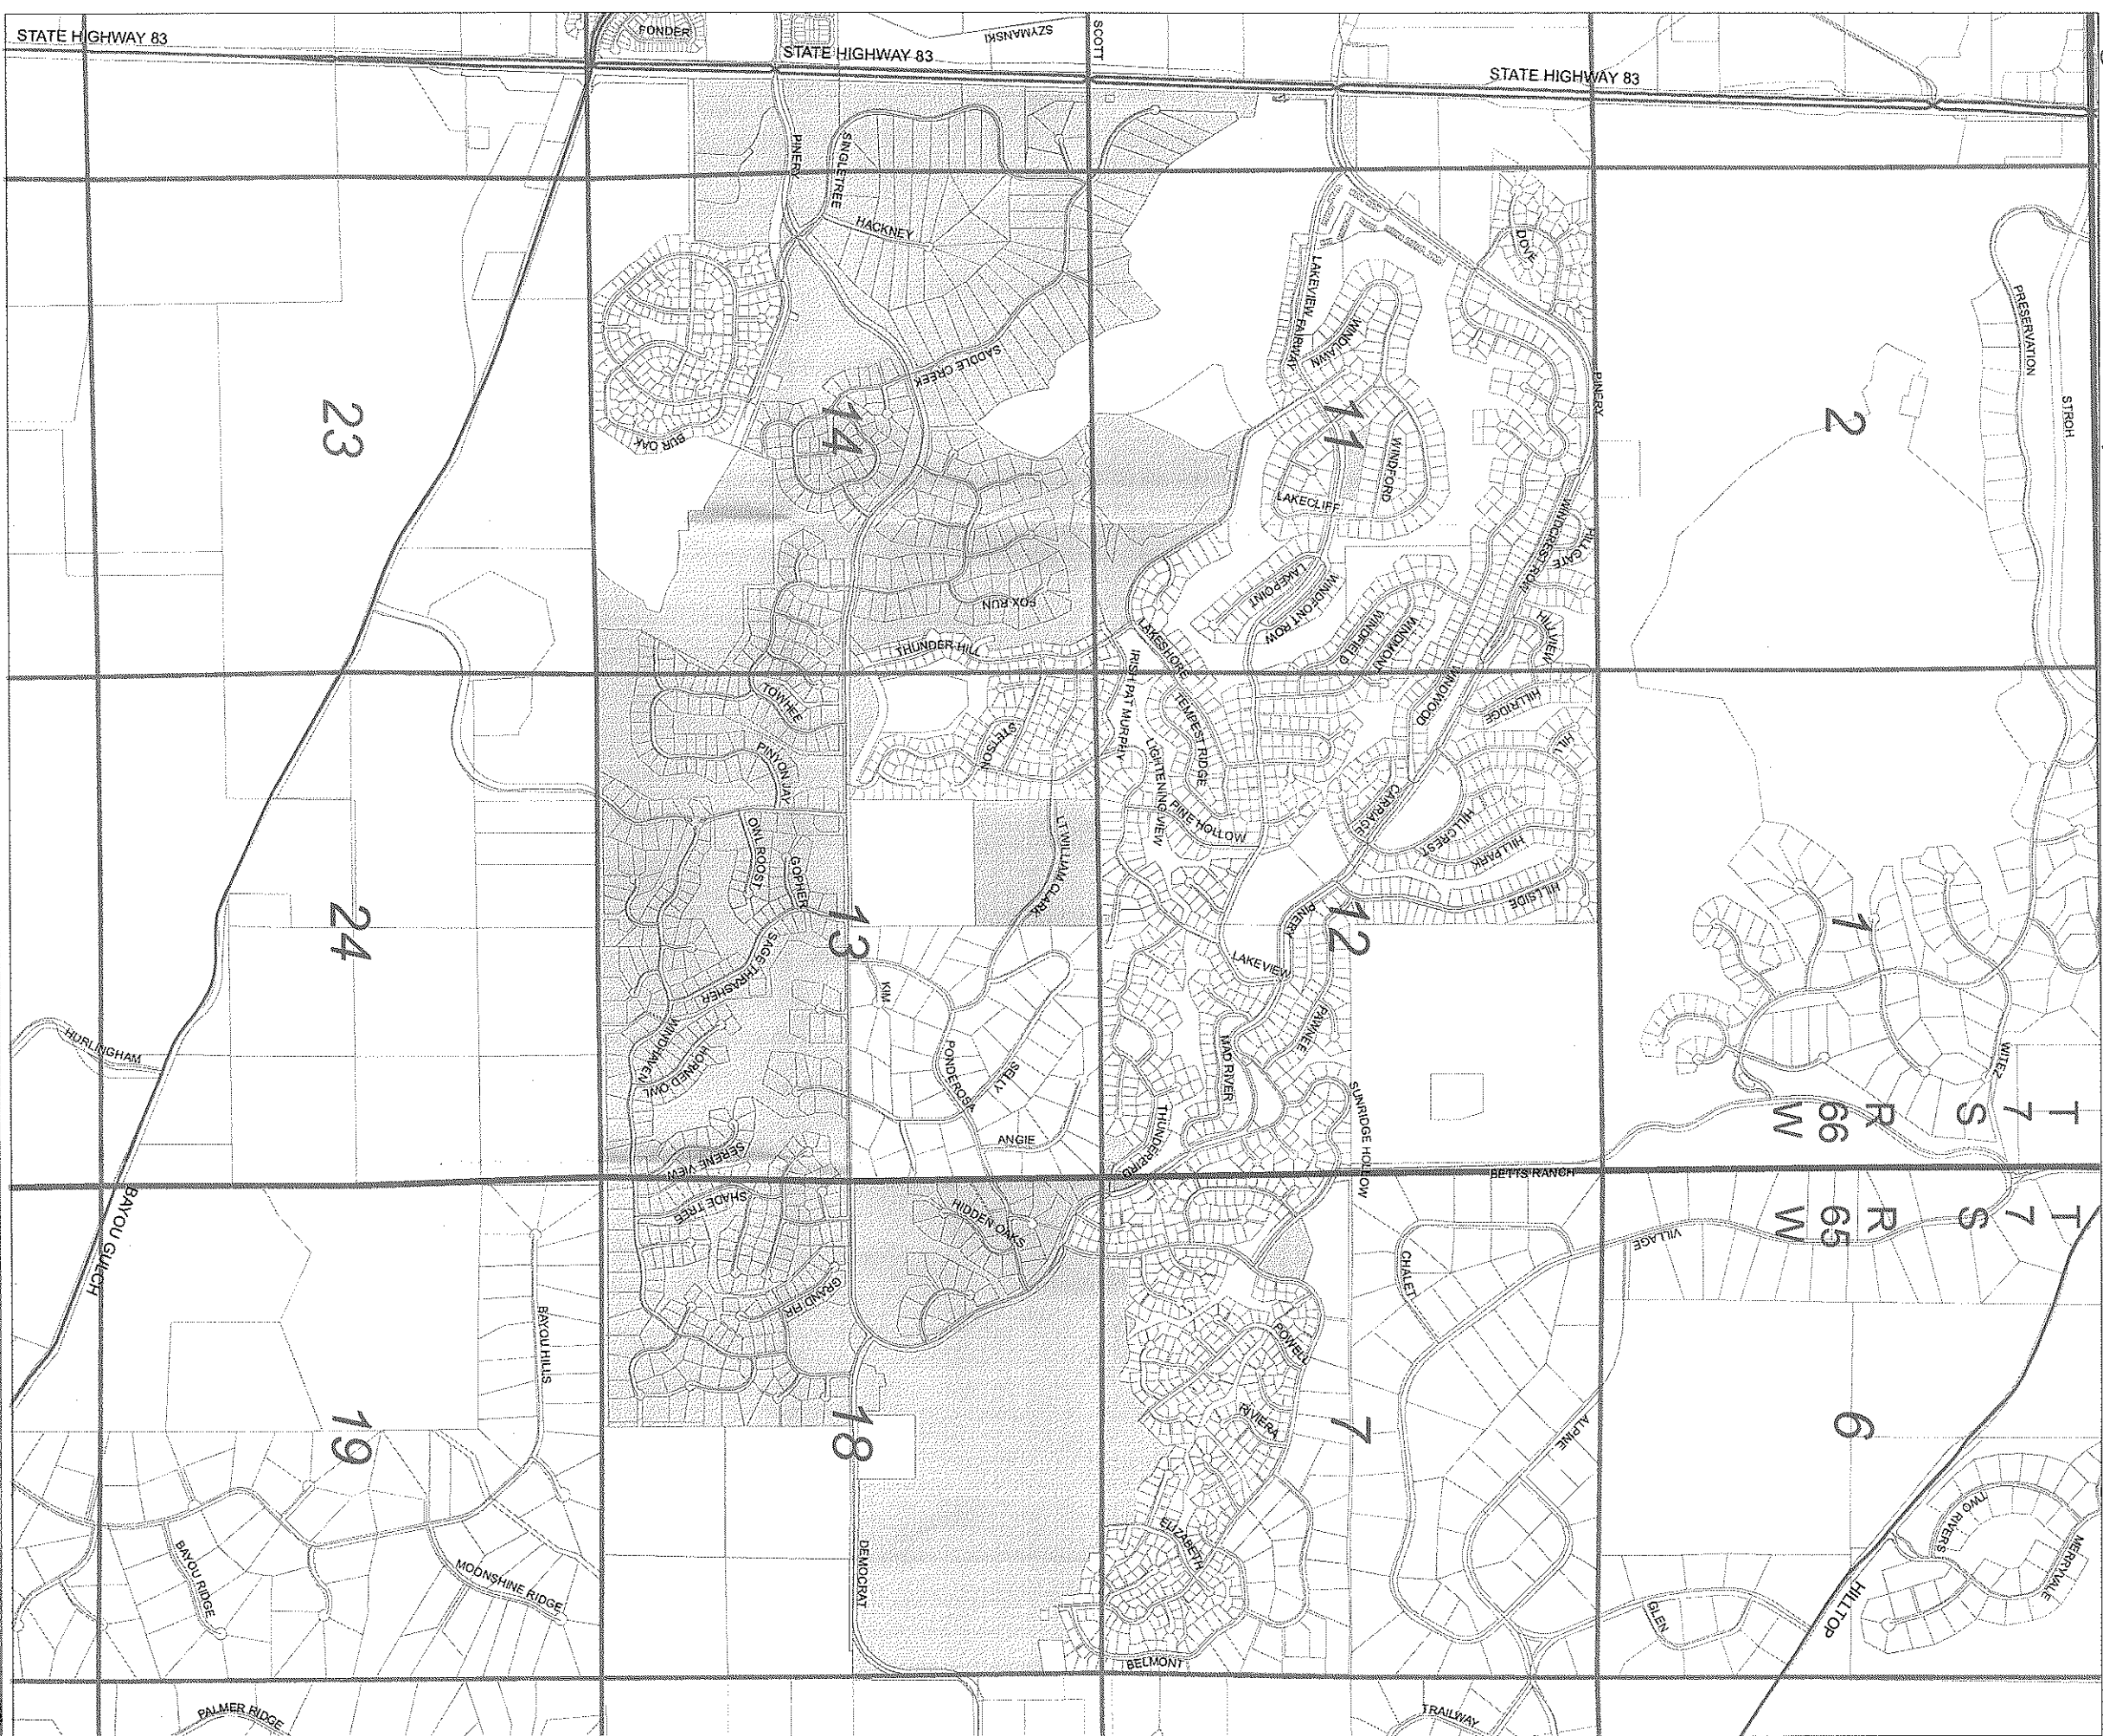 STATE HIGHWAY 83
FONDER
STATE HIGHWAY 83
SZYMANSKI
SCOTT
STATE HIGHWAY 83
PINERY
SINGLETREE
HACKNEY
SADDLE CREEK
BUR OAK
14
FOX RUN
THUNDER HILL
23
LAKEVIEW
FAIRWAY
WINDLAWN
11
WINDFORD
LAKECLIFF
DOVE
PINERY
WINDCREST ROW
HILLGATE
HILLVIEW
LAKEPOINT
WINDFONT ROW
WINDFIELD
WINDMONT
WINDWOOD
LAKESHORE
IRISH PAT MURPHY
2
PRESERVATION
STROH
TOWHEE
PINYON JAY
OWL ROOST
GOPHER
SAGE THRASHER
WINDHAVEN
HORNED OWL
SERENE VIEW
STETSON
LT WILLIAM CLARK
13
KIM
PONDEROSA
SELLY
ANGIE
TEMPEST RIDGE
LIGHTENING VIEW
PINE HOLLOW
CARRIAGE
HILLRIDGE
HILL
HILLCREST
HILLPARK
HILLSIDE
12
PINERY
LAKEVIEW
PAWNEE
MAD RIVER
THUNDERBIRD
SUNRIDGE HOLLOW
BETTS RANCH
1
WITEZ
T
7
S
R
66
W
24
HURLINGHAM
BAYOU GULCH
T
7
S
R
65
W
SHADE TREE
HIDDEN OAKS
GRAND FIR
BAYOU HILLS
19
BAYOU RIDGE
MOONSHINE RIDGE
PALMER RIDGE
18
DEMOCRAT
POWELL
RIVIERA
ELIZABETH
BELMONT
7
CHALET
VILLAGE
ALPINE
TRAILWAY
6
GLEN
HILLTOP
TWO RIVERS
MERRYVALE